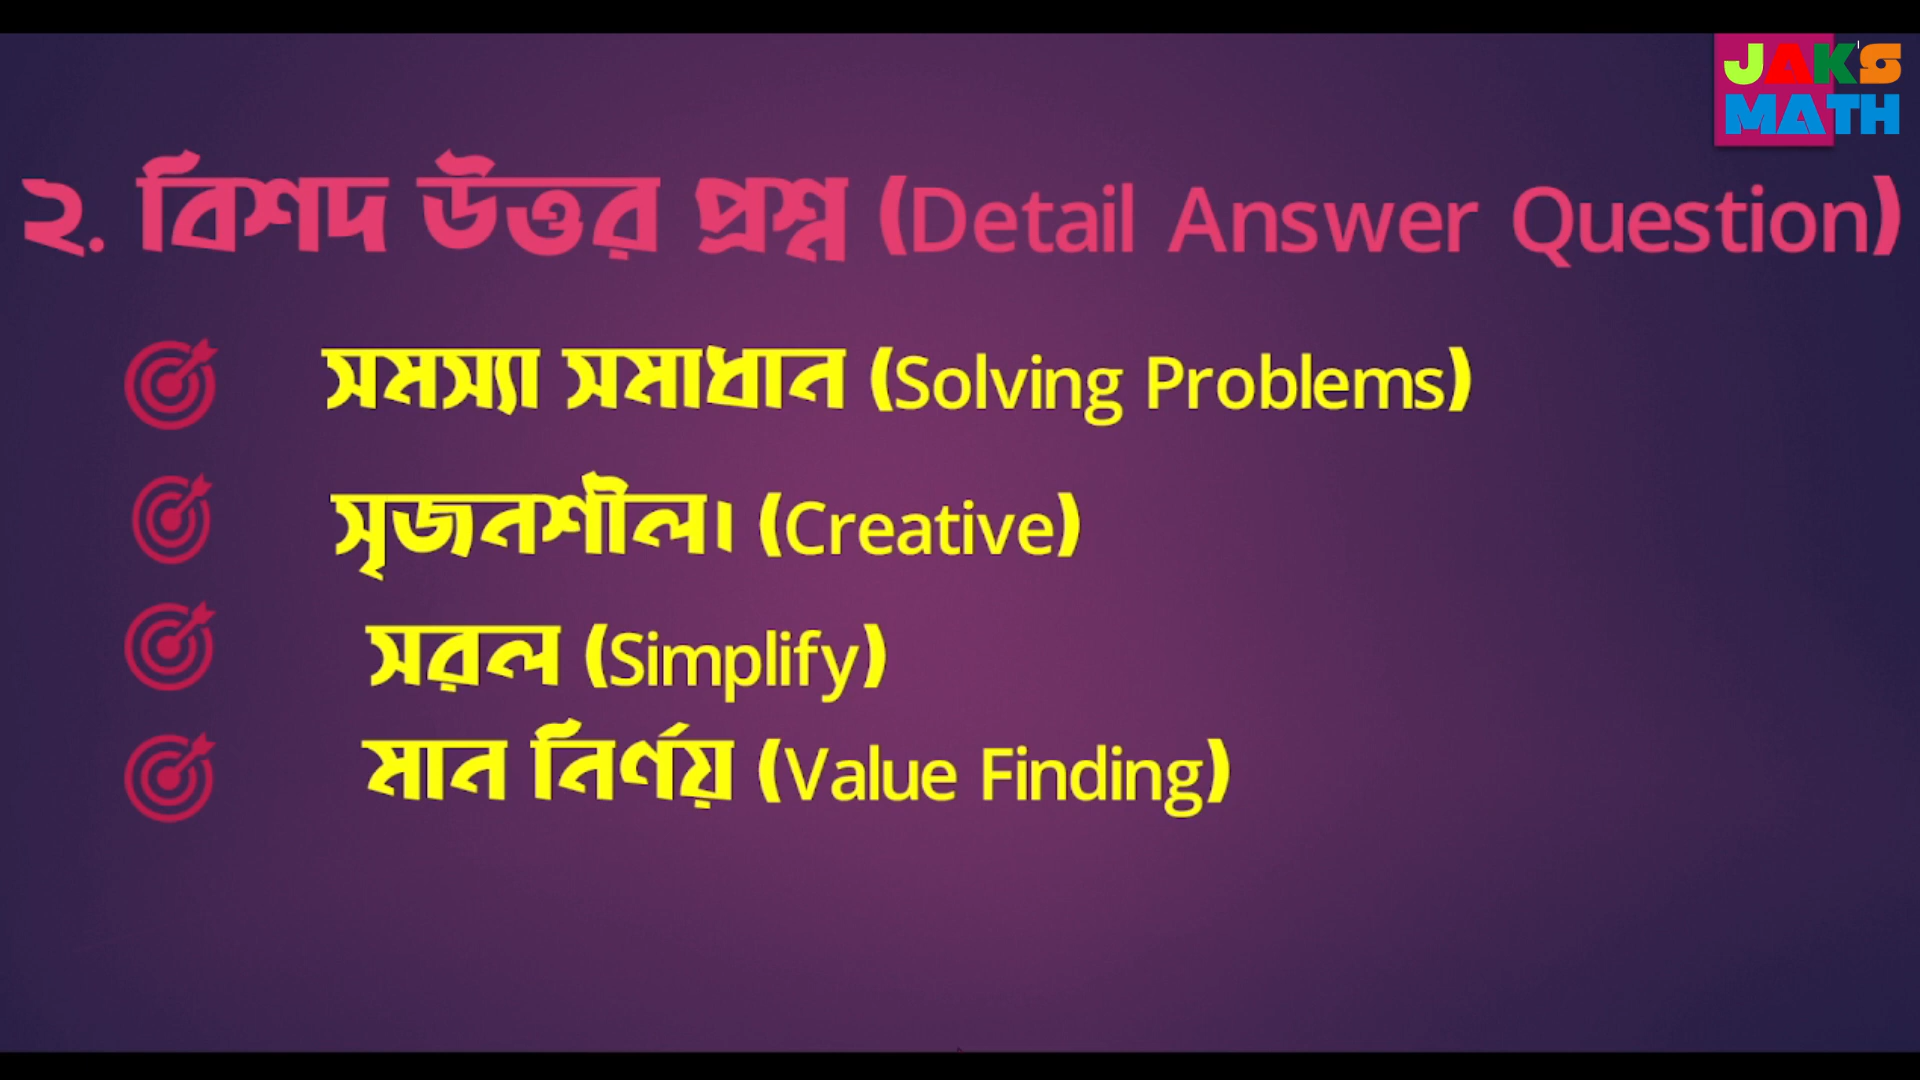 JAK'S
MATH
২. বিশদ উত্তর প্রশ্ন (Detail Answer Question)
সমস্যা সমাধান (Solving Problems)
সৃজনশীল। (Creative)
সরল (Simplify)
মান নির্ণয় (Value Finding)